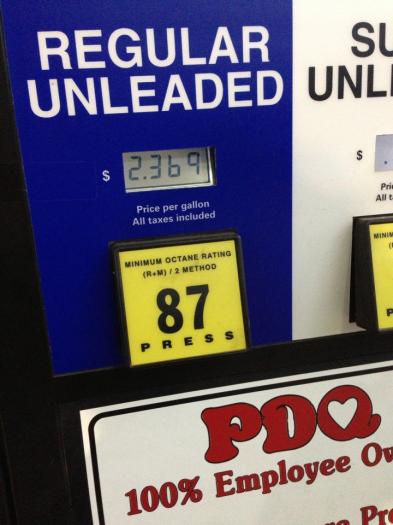 REGULAR
UNLEADED
$ 2.369
Price per gallon
All taxes included
MINIMUM OCTANE RATING
(R+M) / 2 METHOD
87
PRESS
$
PDQ
100% Employee